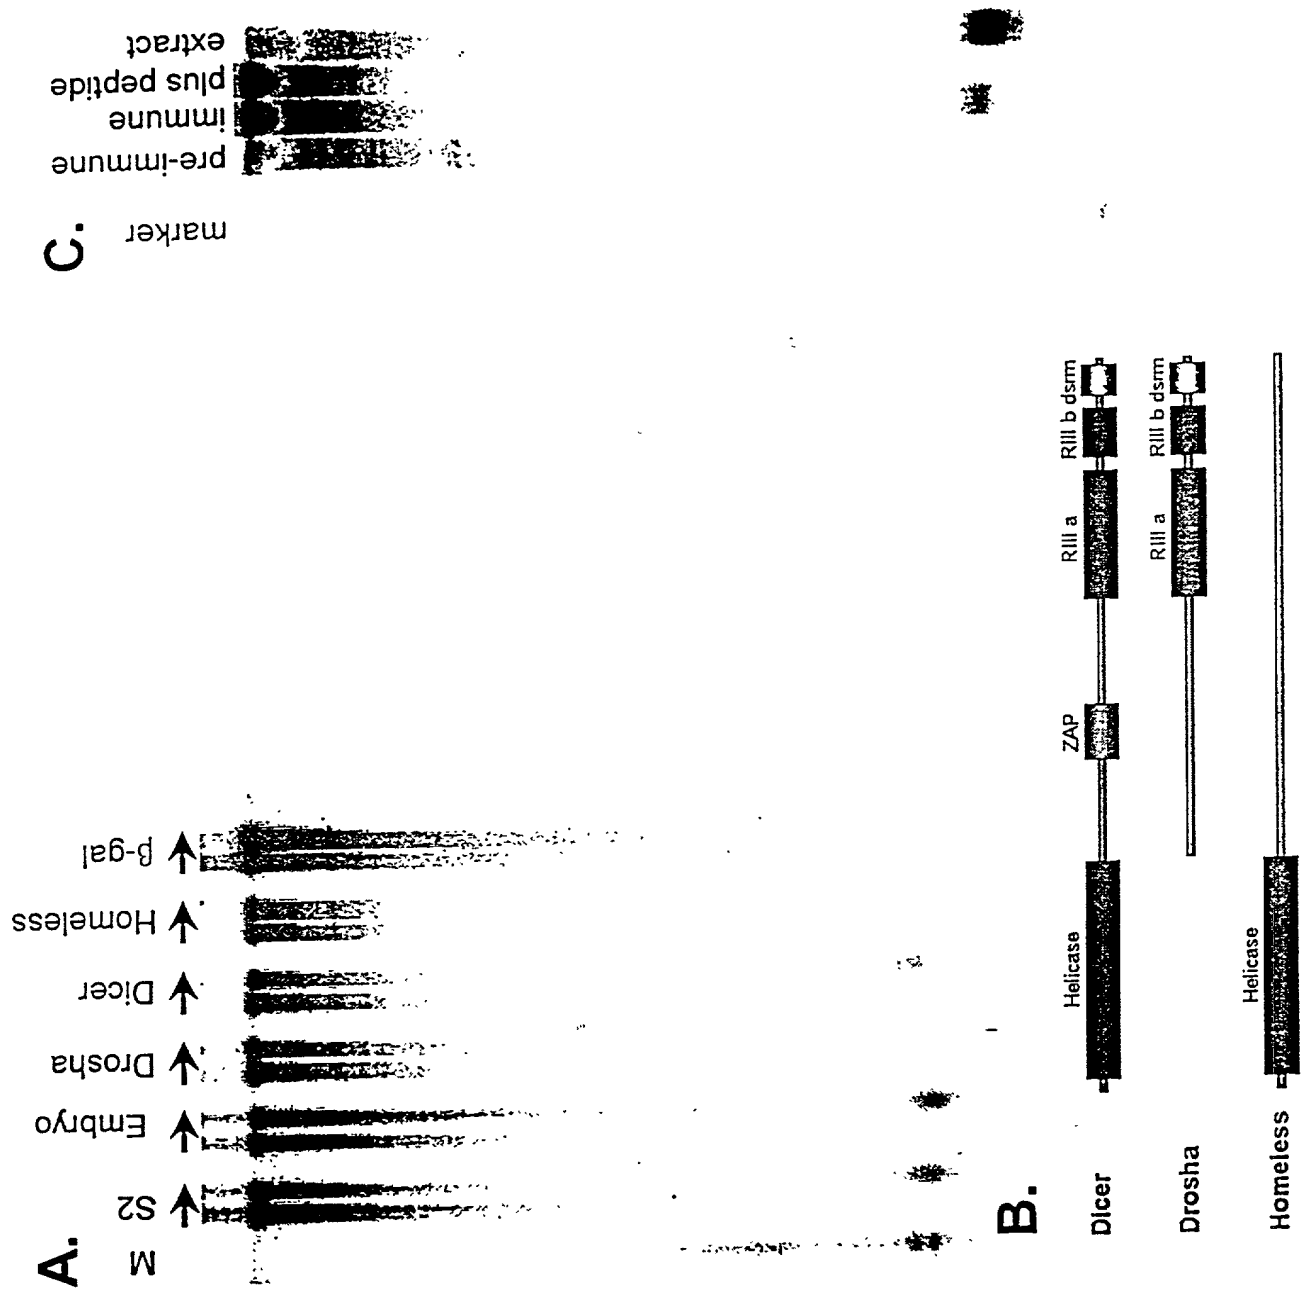 A.
M
S2
Embryo
Drosha
Dicer
Homeless
β-gal
C.
marker
pre-immune
immune
plus peptide
extract
B.
Dicer
Helicase
ZAP
RIII a
RIII b dsrm
Drosha
RIII a
RIII b dsrm
Homeless
Helicase